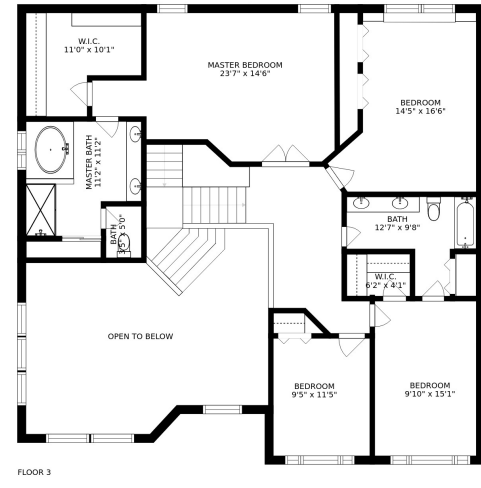 W.I.C.
11'0" x 10'1"
MASTER BEDROOM
23'7" x 14'6"
BEDROOM
14'5" x 16'6"
MASTER BATH
11'2" x 11'2"
BATH
3'5" x 5'0"
BATH
12'7" x 9'8"
W.I.C.
6'2" x 4'1"
OPEN TO BELOW
BEDROOM
9'5" x 11'5"
BEDROOM
9'10" x 15'1"
FLOOR 3